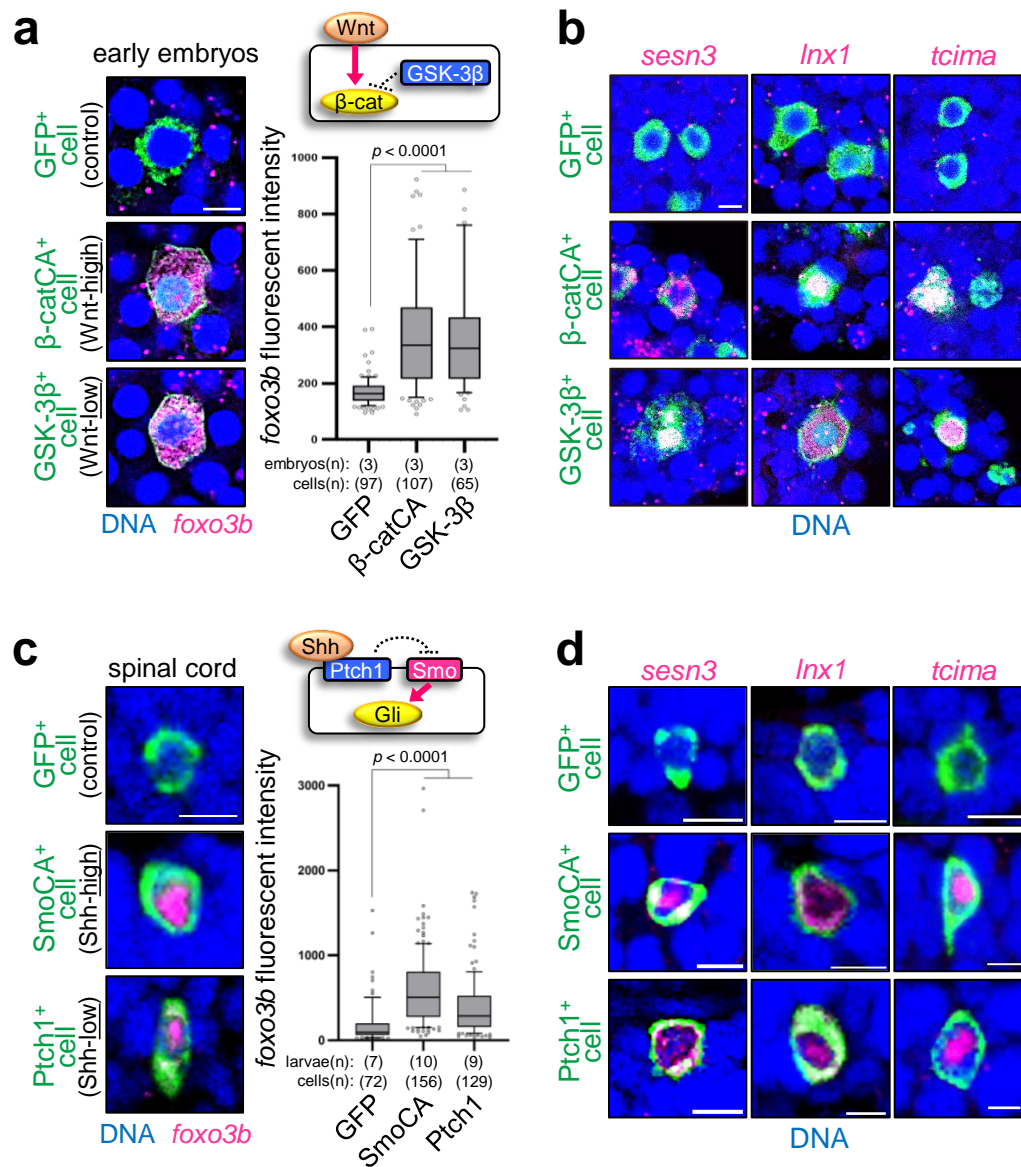 a
early embryos
GFP⁺
cell
(control)
β-catCA⁺
cell
(Wnt-higih)
GSK-3β⁺
cell
(Wnt-low)
DNA foxo3b
Wnt
GSK-3β
β-cat
foxo3b fluorescent intensity
p < 0.0001
1000
800
600
400
200
0
embryos(n): (3) (3) (3)
cells(n): (97) (107) (65)
GFP
β-catCA
GSK-3β
b
sesn3 lnx1 tcima
GFP⁺
cell
β-catCA⁺
cell
GSK-3β⁺
cell
DNA
c
spinal cord
GFP⁺
cell
(control)
SmoCA⁺
cell
(Shh-high)
Ptch1⁺
cell
(Shh-low)
DNA foxo3b
Shh
Ptch1 Smo
Gli
foxo3b fluorescent intensity
p < 0.0001
3000
2000
1000
0
larvae(n): (7) (10) (9)
cells(n): (72) (156) (129)
GFP
SmoCA
Ptch1
d
sesn3 lnx1 tcima
GFP⁺
cell
SmoCA⁺
cell
Ptch1⁺
cell
DNA